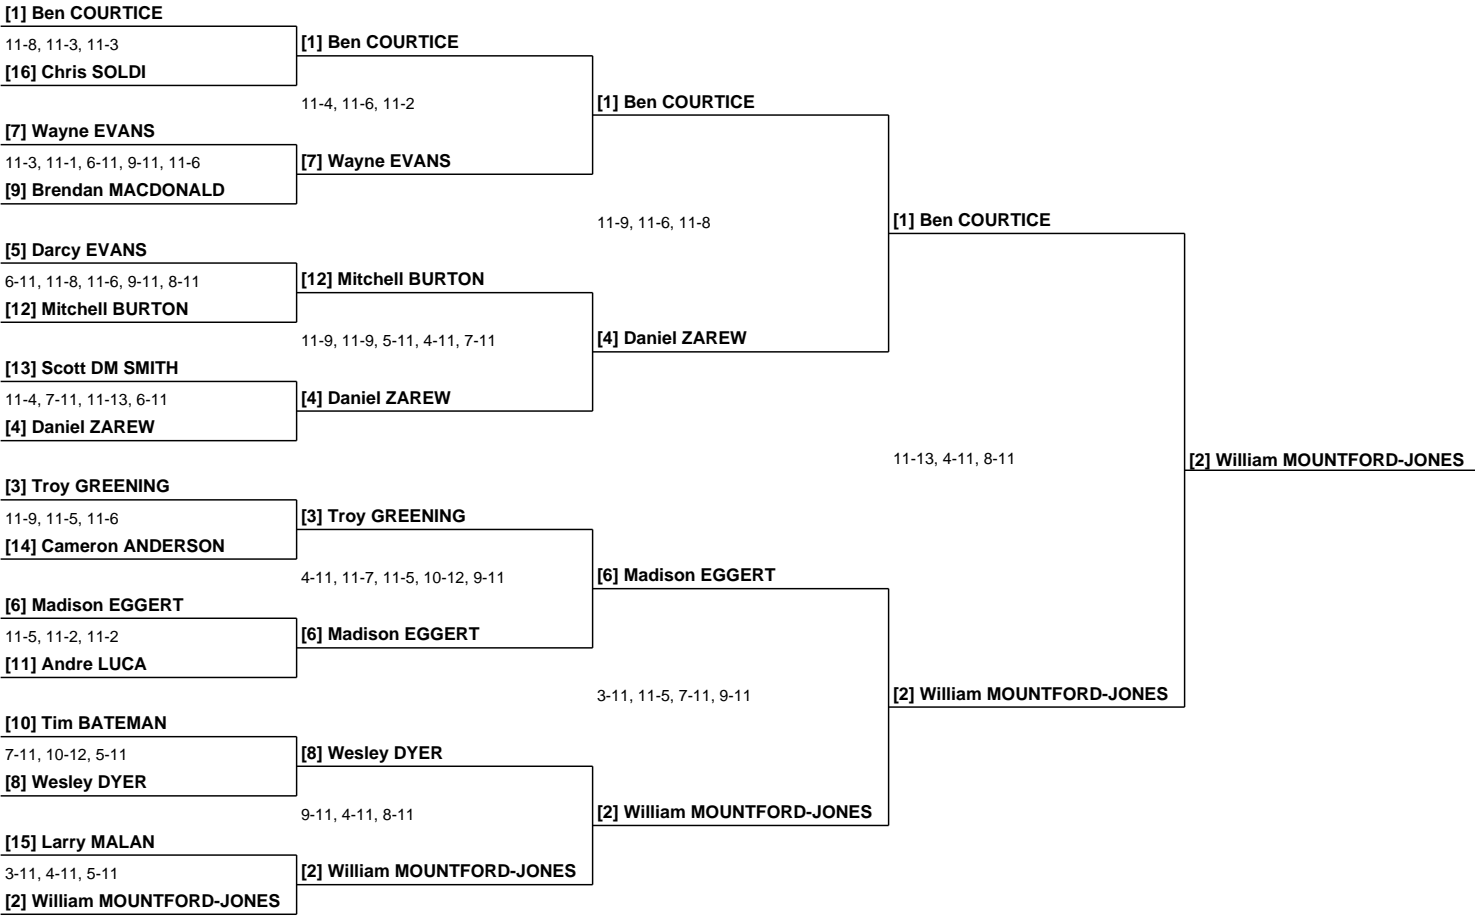 [1] Ben COURTICE
11-8, 11-3, 11-3
[16] Chris SOLDI
[7] Wayne EVANS
11-3, 11-1, 6-11, 9-11, 11-6
[9] Brendan MACDONALD
[5] Darcy EVANS
6-11, 11-8, 11-6, 9-11, 8-11
[12] Mitchell BURTON
[13] Scott DM SMITH
11-4, 7-11, 11-13, 6-11
[4] Daniel ZAREW
[3] Troy GREENING
11-9, 11-5, 11-6
[14] Cameron ANDERSON
[6] Madison EGGERT
11-5, 11-2, 11-2
[11] Andre LUCA
[10] Tim BATEMAN
7-11, 10-12, 5-11
[8] Wesley DYER
[15] Larry MALAN
3-11, 4-11, 5-11
[2] William MOUNTFORD-JONES
[1] Ben COURTICE
11-4, 11-6, 11-2
[7] Wayne EVANS
[12] Mitchell BURTON
11-9, 11-9, 5-11, 4-11, 7-11
[4] Daniel ZAREW
[3] Troy GREENING
4-11, 11-7, 11-5, 10-12, 9-11
[6] Madison EGGERT
[8] Wesley DYER
9-11, 4-11, 8-11
[2] William MOUNTFORD-JONES
[1] Ben COURTICE
11-9, 11-6, 11-8
[4] Daniel ZAREW
[6] Madison EGGERT
3-11, 11-5, 7-11, 9-11
[2] William MOUNTFORD-JONES
[1] Ben COURTICE
11-13, 4-11, 8-11
[2] William MOUNTFORD-JONES
[2] William MOUNTFORD-JONES